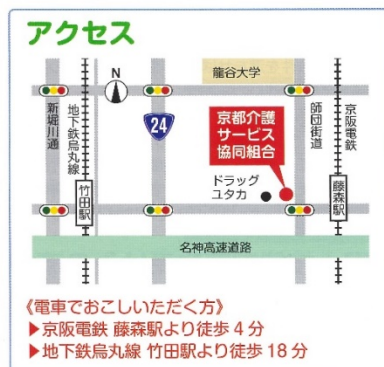 アクセス
N
龍谷大学
新堀川通
地下鉄烏丸線
24
京都介護
サービス
協同組合
師団街道
京阪電鉄
竹田駅
ドラッグ
ユタカ
藤森駅
名神高速道路
《電車でおこしいただく方》
▶京阪電鉄 藤森駅より徒歩4分
▶地下鉄烏丸線 竹田駅より徒歩18分